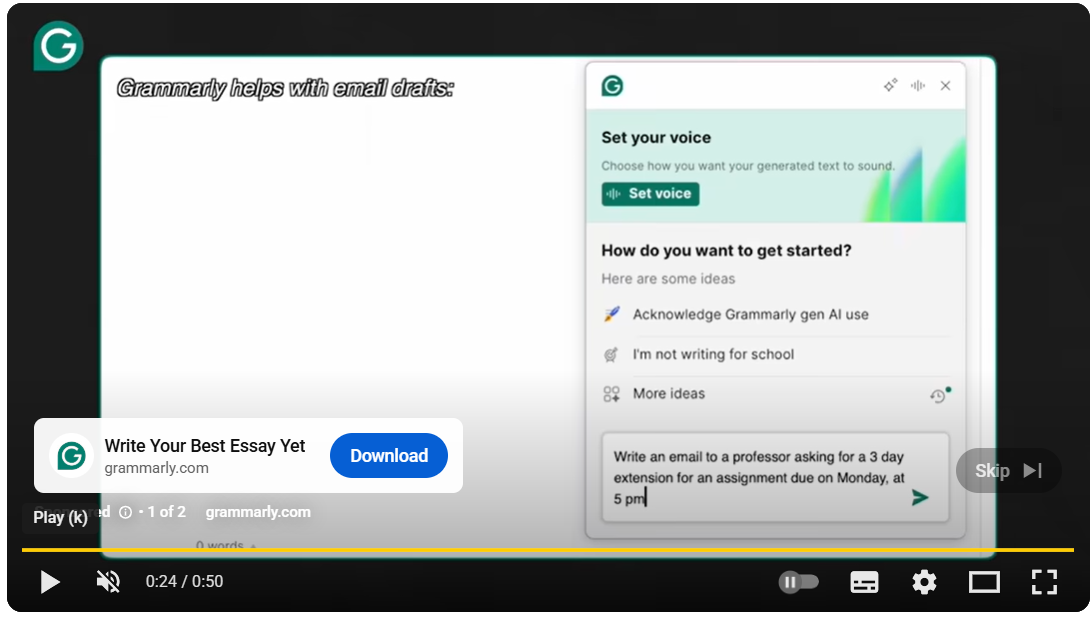 Grammarly helps with email drafts:
Set your voice
Choose how you want your generated text to sound.
Set voice
How do you want to get started?
Here are some ideas
Acknowledge Grammarly gen AI use
I'm not writing for school
More ideas
Write an email to a professor asking for a 3 day
extension for an assignment due on Monday, at
5 pm
Write Your Best Essay Yet
grammarly.com
Download
Skip
Play (k)
1 of 2
grammarly.com
0 words
0:24 / 0:50